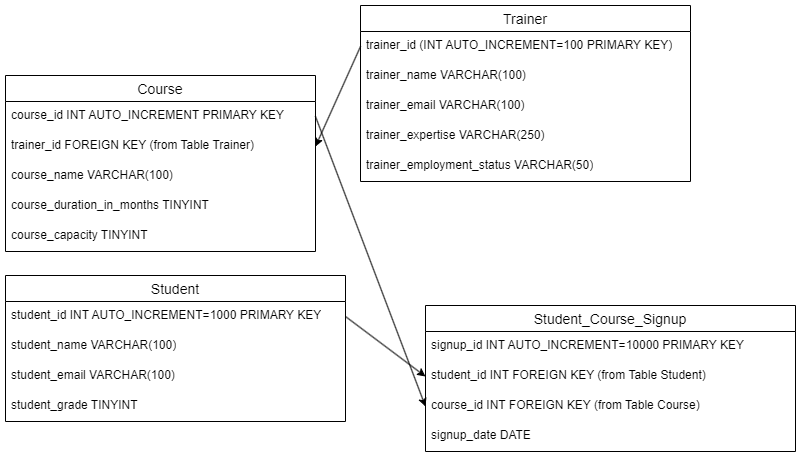 Trainer
trainer_id (INT AUTO_INCREMENT=100 PRIMARY KEY)
trainer_name VARCHAR(100)
trainer_email VARCHAR(100)
trainer_expertise VARCHAR(250)
trainer_employment_status VARCHAR(50)
Course
course_id INT AUTO_INCREMENT PRIMARY KEY
trainer_id FOREIGN KEY (from Table Trainer)
course_name VARCHAR(100)
course_duration_in_months TINYINT
course_capacity TINYINT
Student
student_id INT AUTO_INCREMENT=1000 PRIMARY KEY
student_name VARCHAR(100)
student_email VARCHAR(100)
student_grade TINYINT
Student_Course_Signup
signup_id INT AUTO_INCREMENT=10000 PRIMARY KEY
student_id INT FOREIGN KEY (from Table Student)
course_id INT FOREIGN KEY (from Table Course)
signup_date DATE